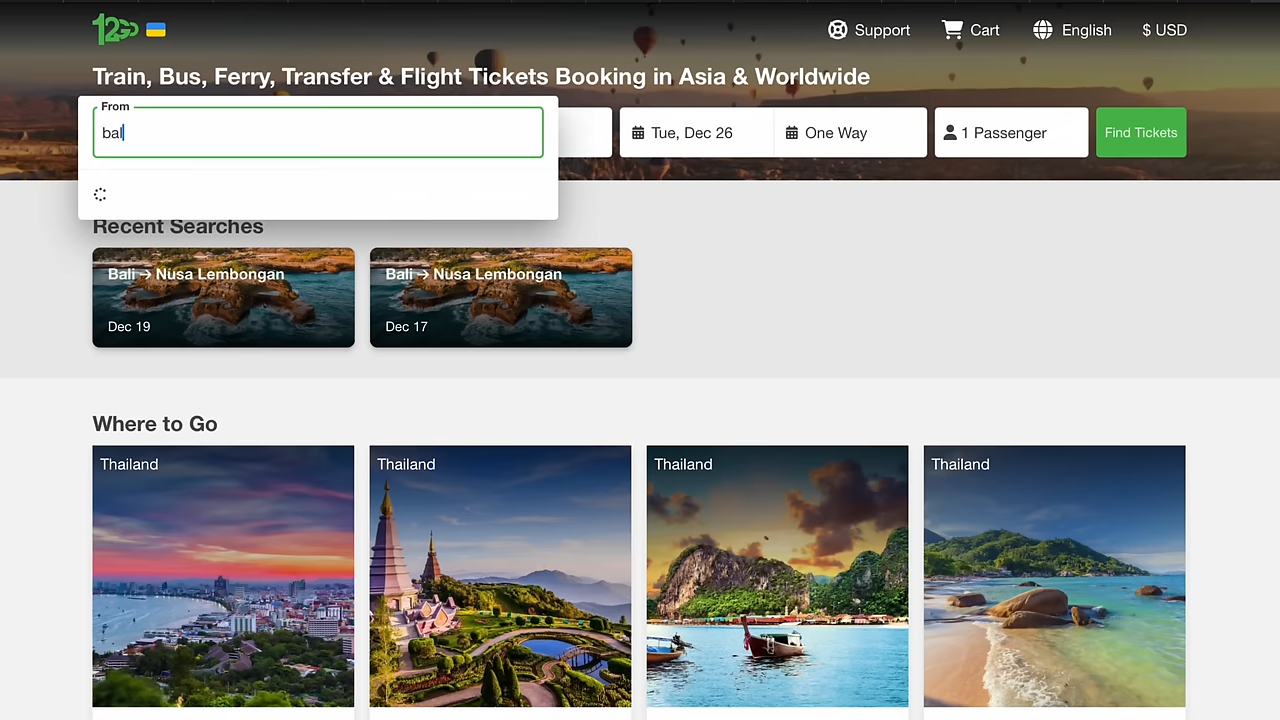 12GO
Support
Cart
English
$ USD
Train, Bus, Ferry, Transfer & Flight Tickets Booking in Asia & Worldwide
From
bal
Tue, Dec 26
One Way
1 Passenger
Find Tickets
Recent Searches
Bali → Nusa Lembongan
Dec 19
Bali → Nusa Lembongan
Dec 17
Where to Go
Thailand
Thailand
Thailand
Thailand